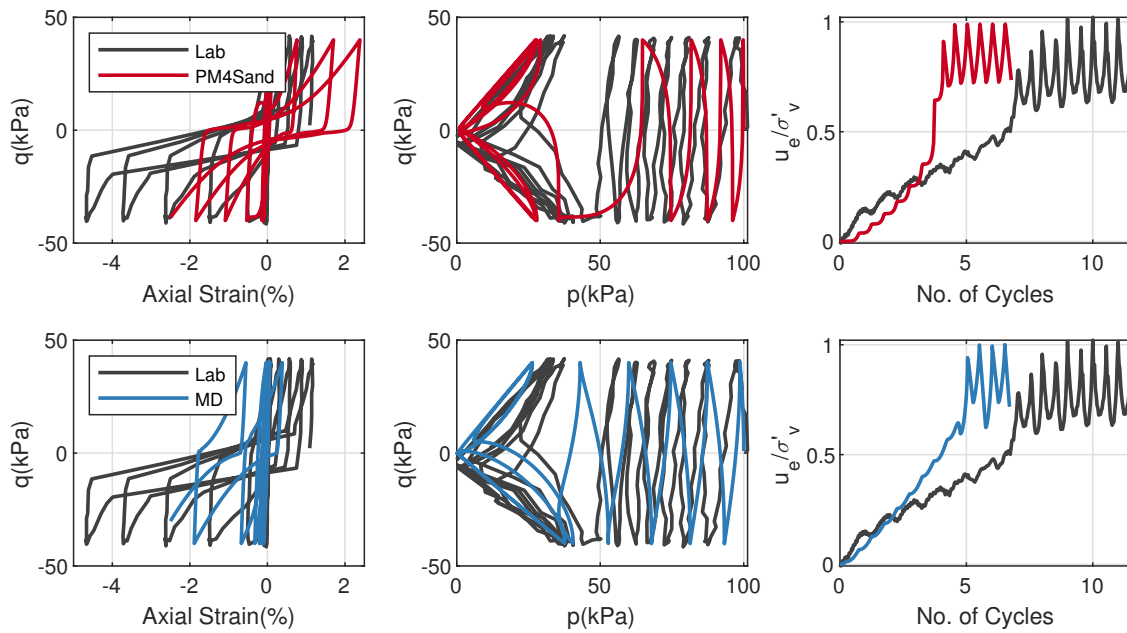 50
0
-50
q(kPa)
Lab
PM4Sand
-4
-2
0
2
Axial Strain(%)
50
0
-50
q(kPa)
0
50
100
p(kPa)
1
0.5
0
u_e/σ'_v
0
5
10
No. of Cycles
50
0
-50
q(kPa)
Lab
MD
-4
-2
0
2
Axial Strain(%)
50
0
-50
q(kPa)
0
50
100
p(kPa)
1
0.5
0
u_e/σ'_v
0
5
10
No. of Cycles